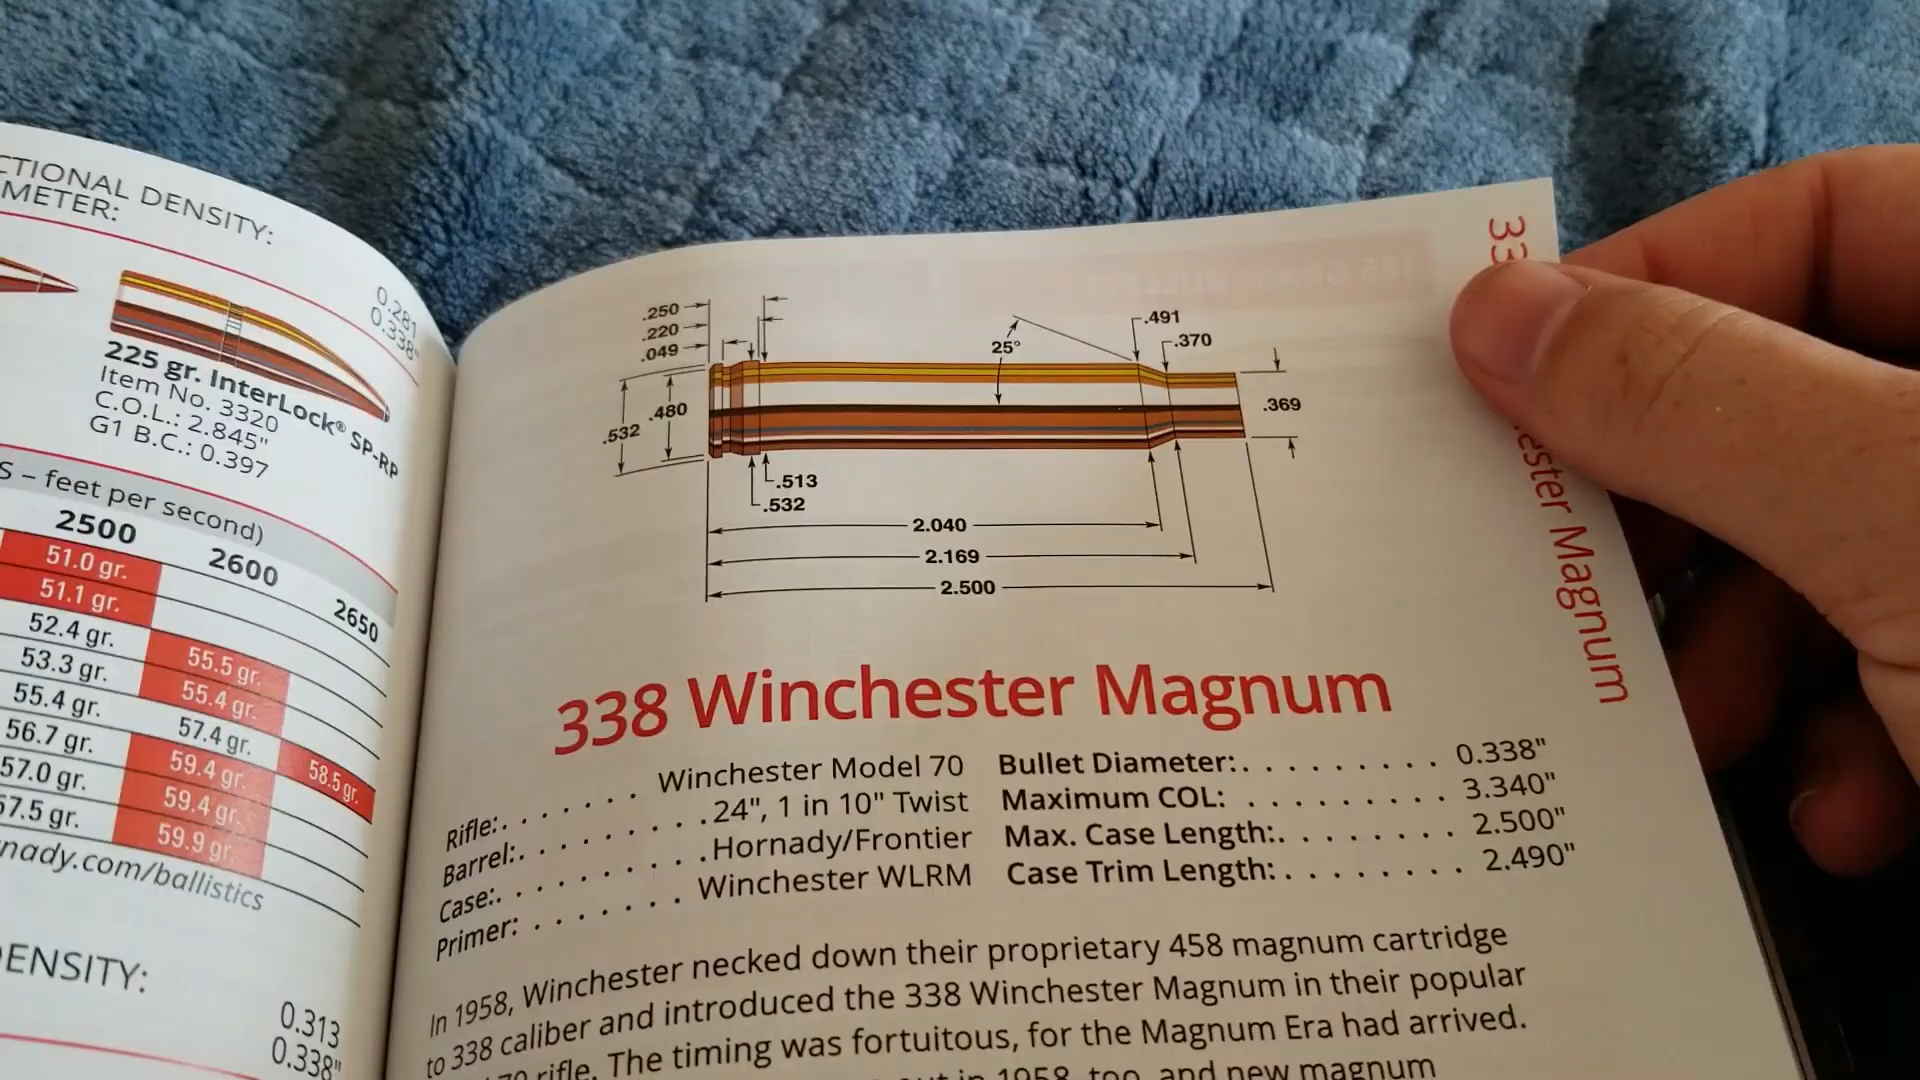 CTIONAL DENSITY:
METER:
0.281
0.338"
225 gr. InterLock® SP-RP
Item No. 3320
C.O.L.: 2.845"
G1 B.C.: 0.397
S – feet per second)
2500 2600 2650
51.0 gr.
51.1 gr.
52.4 gr. 55.5 gr.
53.3 gr. 55.4 gr.
55.4 gr. 57.4 gr. 58.5 gr.
56.7 gr. 59.4 gr.
57.0 gr. 59.4 gr.
57.5 gr. 59.9 gr.
nady.com/ballistics
ENSITY:
0.313
0.338"
.250
.220
.049
.480
.532
25°
.491
.370
.369
.513
.532
2.040
2.169
2.500
338 Winchester Magnum
Rifle:. . . . . . . Winchester Model 70
Barrel:. . . . . . . . . .24", 1 in 10" Twist
Case:. . . . . . . . . . .Hornady/Frontier
Primer: . . . . . . . Winchester WLRM
Bullet Diameter:. . . . . . . . . . 0.338"
Maximum COL: . . . . . . . . . . 3.340"
Max. Case Length:. . . . . . . . 2.500"
Case Trim Length: . . . . . . . . 2.490"
In 1958, Winchester necked down their proprietary 458 magnum cartridge
to 338 caliber and introduced the 338 Winchester Magnum in their popular
70 rifle. The timing was fortuitous, for the Magnum Era had arrived.
out in 1958, too, and new magnum
33
ester Magnum